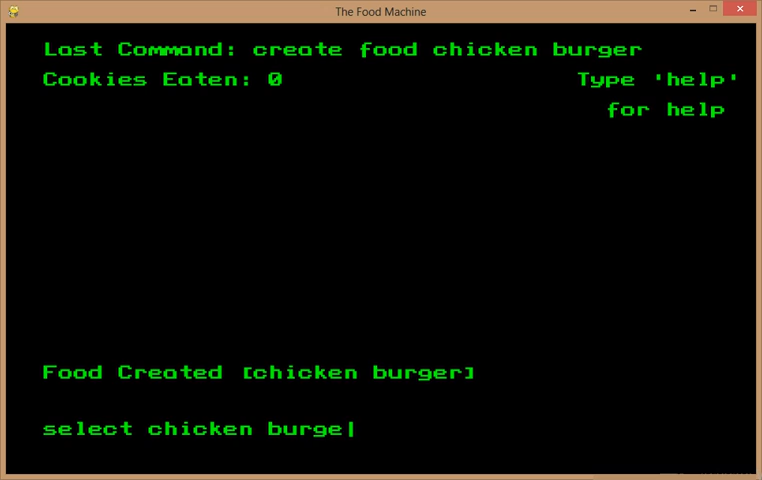 The Food Machine
Last Command: create food chicken burger
Cookies Eaten: 0
Type 'help'
for help
Food Created [chicken burger]
select chicken burge|